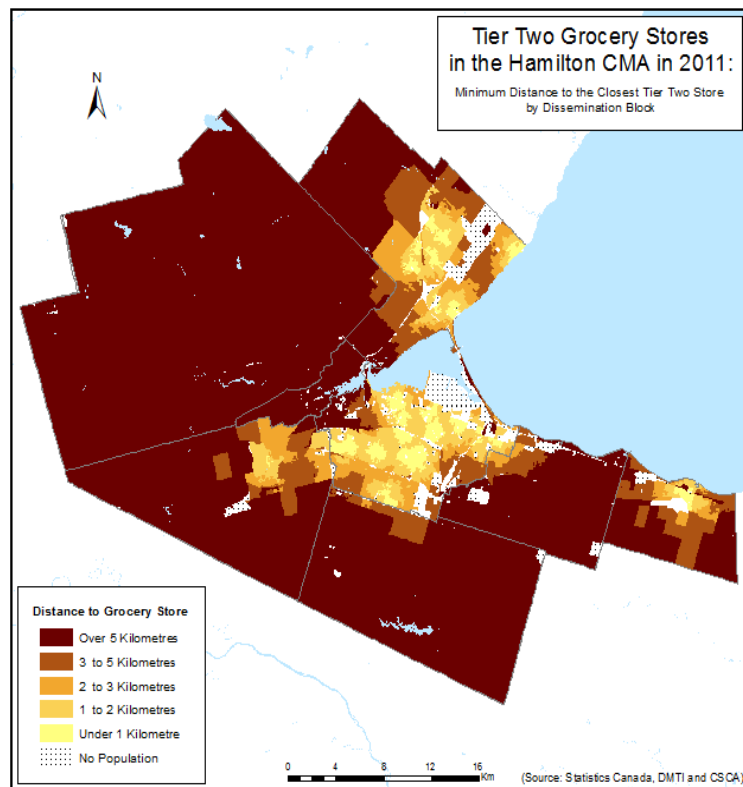 Tier Two Grocery Stores
in the Hamilton CMA in 2011:
Minimum Distance to the Closest Tier Two Store
by Dissemination Block
N
Distance to Grocery Store
Over 5 Kilometres
3 to 5 Kilometres
2 to 3 Kilometres
1 to 2 Kilometres
Under 1 Kilometre
No Population
0 4 8 12 16
Km
(Source: Statistics Canada, DMTI and CSCA)